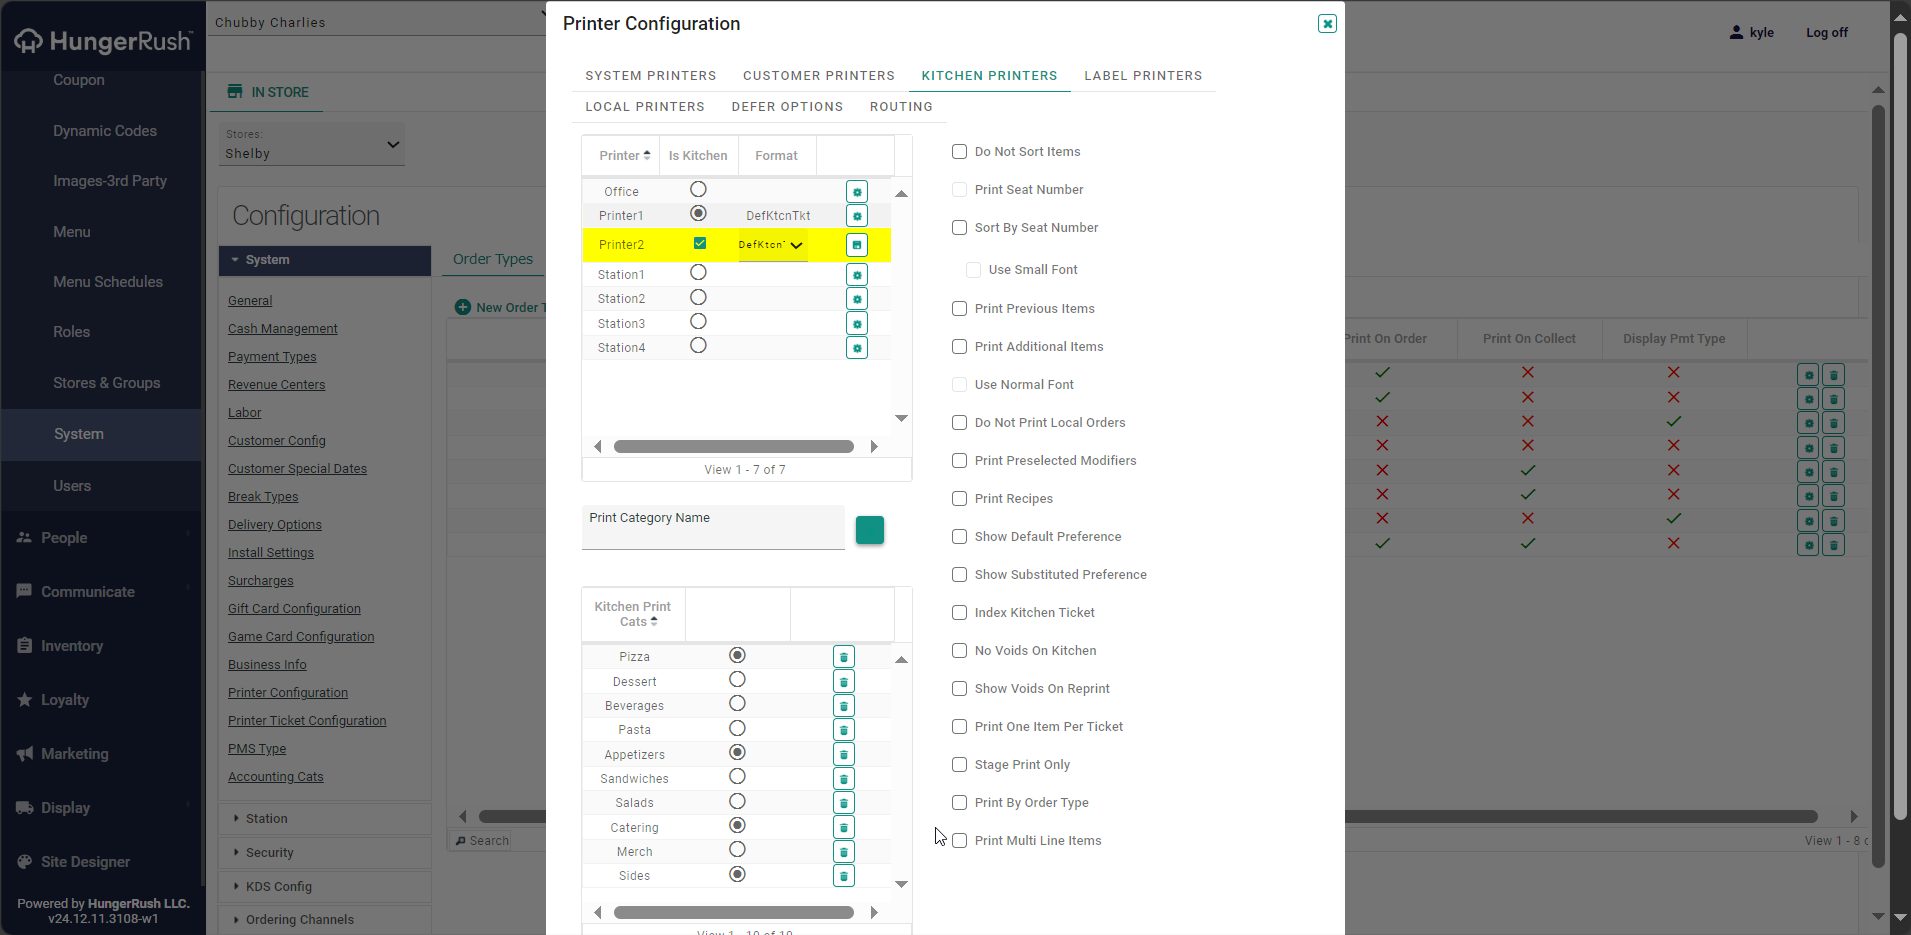 HungerRush
Coupon
Dynamic Codes
Images-3rd Party
Menu
Menu Schedules
Roles
Stores & Groups
System
Users
People
Communicate
Inventory
Loyalty
Marketing
Display
Site Designer
Powered by HungerRush LLC.
v24.12.11.3108-w1
Chubby Charlies
kyle
Log off
IN STORE
Stores:
Shelby
Configuration
System
General
Cash Management
Payment Types
Revenue Centers
Labor
Customer Config
Customer Special Dates
Break Types
Delivery Options
Install Settings
Surcharges
Gift Card Configuration
Game Card Configuration
Business Info
Printer Configuration
Printer Ticket Configuration
PMS Type
Accounting Cats
Station
Security
KDS Config
Ordering Channels
Order Types
New Order
Search
Printer Configuration
SYSTEM PRINTERS CUSTOMER PRINTERS KITCHEN PRINTERS LABEL PRINTERS
LOCAL PRINTERS DEFER OPTIONS ROUTING
Printer Is Kitchen Format
Office
Printer1 DefKtcnTkt
Printer2 DefKtcn
Station1
Station2
Station3
Station4
View 1 - 7 of 7
Print Category Name
Kitchen Print
Cats
Pizza
Dessert
Beverages
Pasta
Appetizers
Sandwiches
Salads
Catering
Merch
Sides
View 1 - 10 of 10
Do Not Sort Items
Print Seat Number
Sort By Seat Number
Use Small Font
Print Previous Items
Print Additional Items
Use Normal Font
Do Not Print Local Orders
Print Preselected Modifiers
Print Recipes
Show Default Preference
Show Substituted Preference
Index Kitchen Ticket
No Voids On Kitchen
Show Voids On Reprint
Print One Item Per Ticket
Stage Print Only
Print By Order Type
Print Multi Line Items
Print On Order Print On Collect Display Pmt Type
View 1 - 8